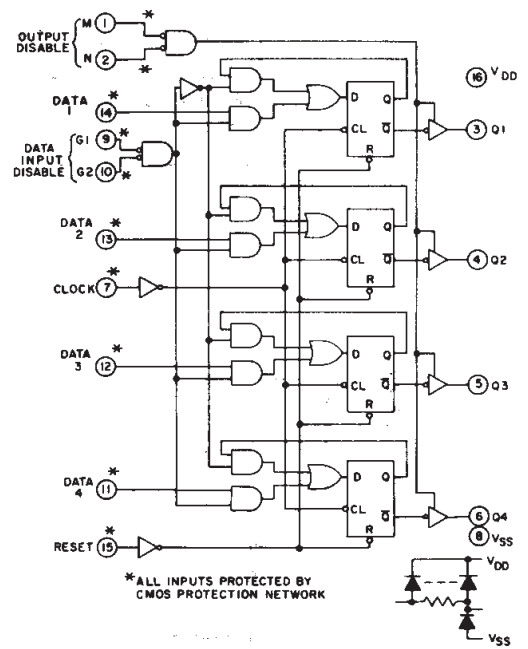 OUTPUT DISABLE { M 1 *
N 2 *
16 VDD
DATA 1 14 *
D Q
CL Q̅
R
3 Q1
DATA INPUT DISABLE { G1 9 *
G2 10 *
DATA 2 13 *
D Q
CL Q̅
R
4 Q2
CLOCK 7 *
DATA 3 12 *
D Q
CL Q̅
R
5 Q3
DATA 4 11 *
D Q
CL Q̅
R
6 Q4
8 VSS
RESET 15 *
*ALL INPUTS PROTECTED BY
CMOS PROTECTION NETWORK
VDD
VSS